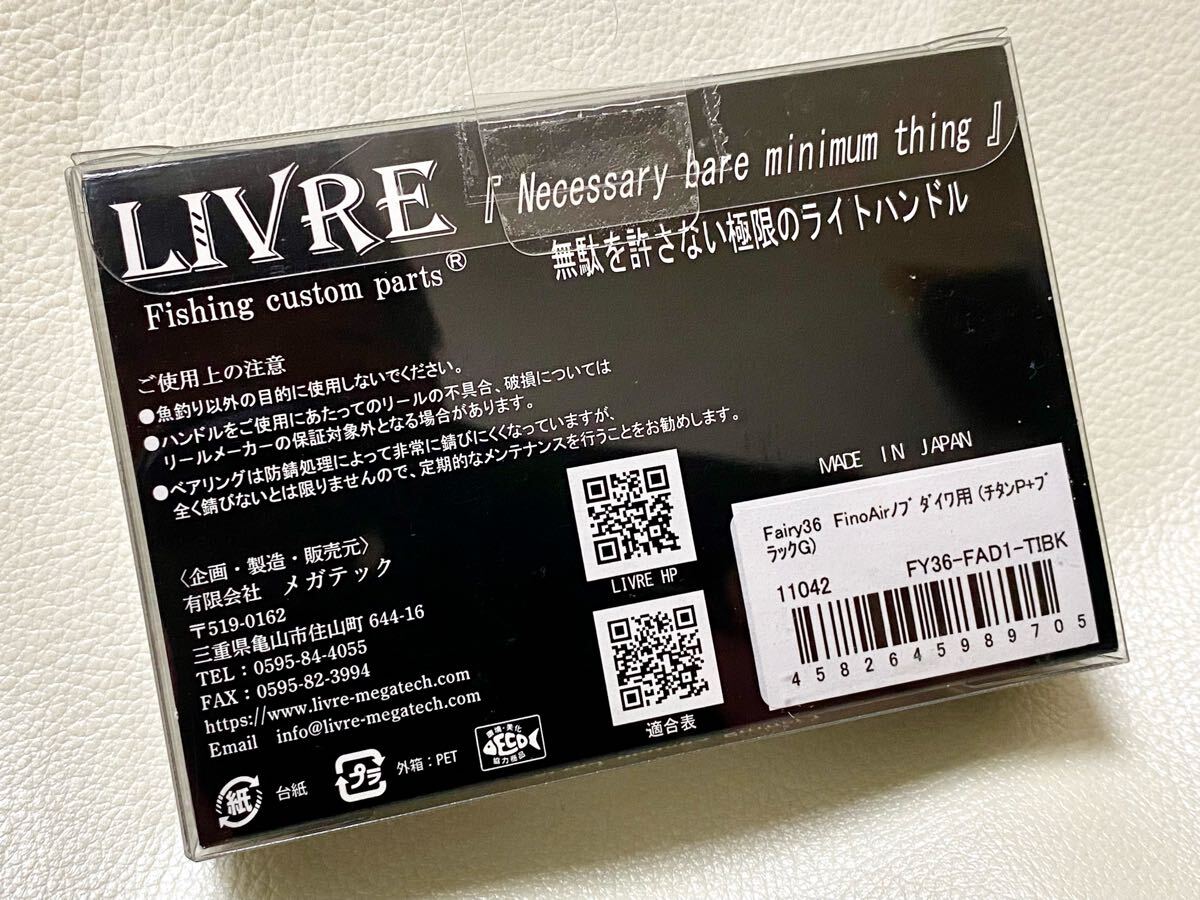 LIVRE
Fishing custom parts®
『 Necessary bare minimum thing 』
無駄を許さない極限のライトハンドル
ご使用上の注意
●魚釣り以外の目的に使用しないでください。
●ハンドルをご使用にあたってのリールの不具合、破損については
リールメーカーの保証対象外となる場合があります。
●ベアリングは防錆処理によって非常に錆びにくくなっていますが、
全く錆びないとは限りませんので、定期的なメンテナンスを行うことをお勧めします。
〈企画・製造・販売元〉
有限会社 メガテック
〒519-0162
三重県亀山市住山町 644-16
TEL : 0595-84-4055
FAX : 0595-82-3994
https://www.livre-megatech.com
Email info@livre-megatech.com
紙
台紙
プラ
外箱：PET
環境・美化
ECO
協力商品
LIVRE HP
適合表
MADE IN JAPAN
Fairy36 FinoAirﾉﾌﾞ ダイワ用 (チタンP+ブ
ラックG)
FY36-FAD1-TIBK
11042
4582645989705